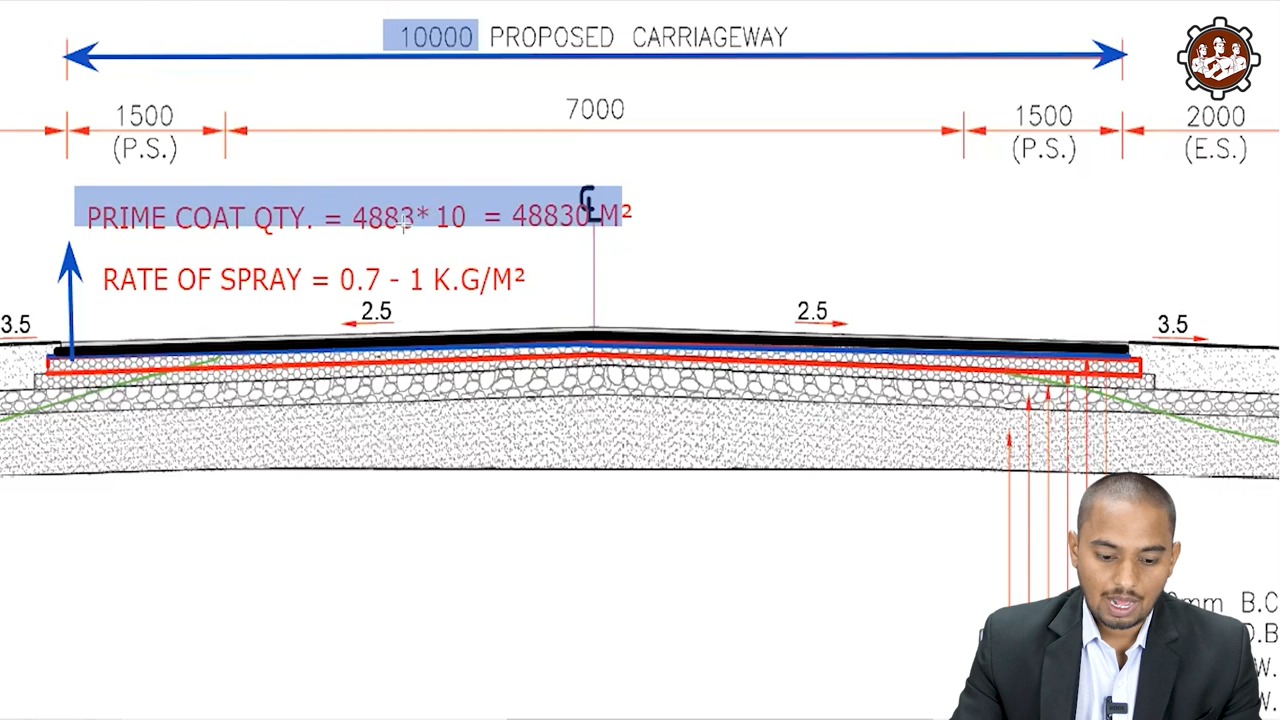 10000 PROPOSED CARRIAGEWAY
1500 7000 1500 2000
(P.S.) (P.S.) (E.S.)
PRIME COAT QTY. = 4883* 10 = 48830 M²
RATE OF SPRAY = 0.7 - 1 K.G/M²
3.5 2.5 2.5 3.5
mm B.C